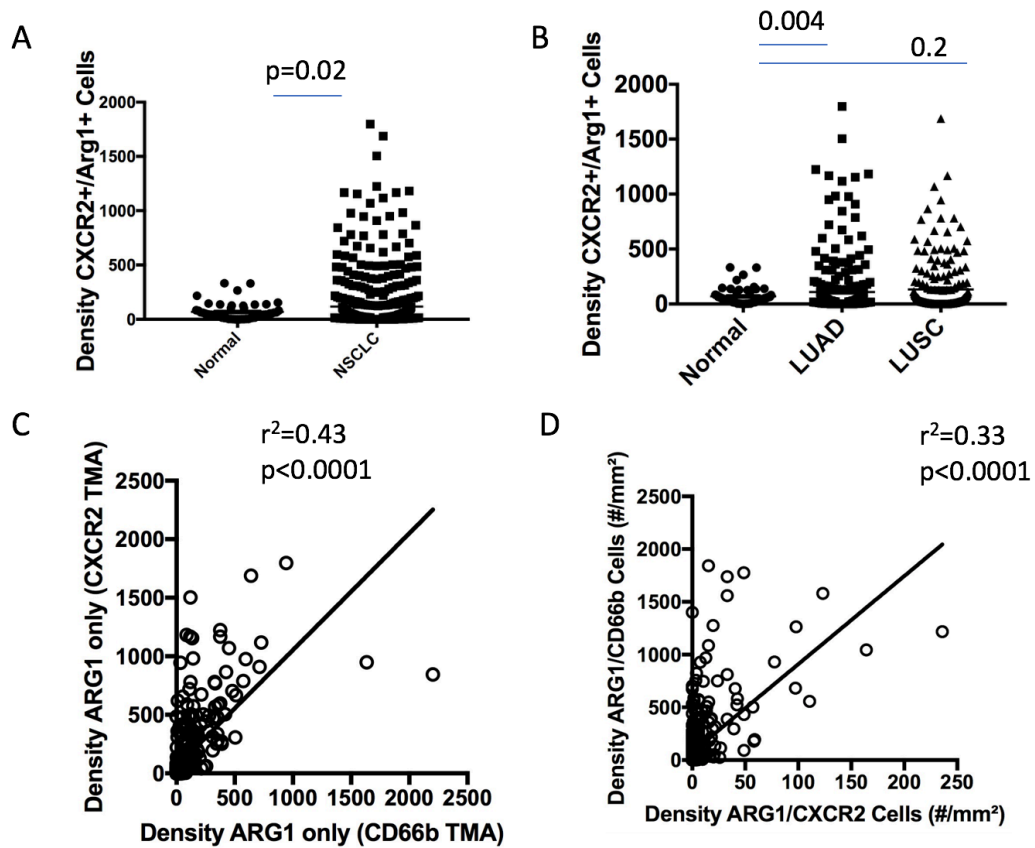 A
p=0.02
Density CXCR2+/Arg1+ Cells
2000
1500
1000
500
0
Normal
NSCLC
B
0.004
0.2
Density CXCR2+/Arg1+ Cells
2000
1500
1000
500
0
Normal
LUAD
LUSC
C
r²=0.43
p<0.0001
Density ARG1 only (CXCR2 TMA)
2500
2000
1500
1000
500
0
0 500 1000 1500 2000 2500
Density ARG1 only (CD66b TMA)
D
r²=0.33
p<0.0001
Density ARG1/CD66b Cells (#/mm²)
2500
2000
1500
1000
500
0
0 50 100 150 200 250
Density ARG1/CXCR2 Cells (#/mm²)